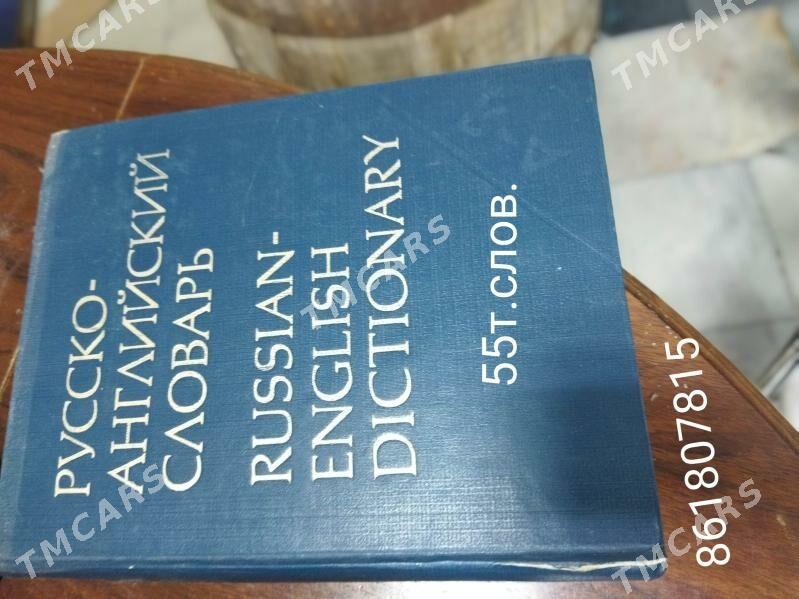 РУССКО-
АНГЛИЙСКИЙ
СЛОВАРЬ
RUSSIAN-
ENGLISH
DICTIONARY
55т.слов.
861807815
TMCARS
TMCARS
TMCARS
TMCARS
TMCARS